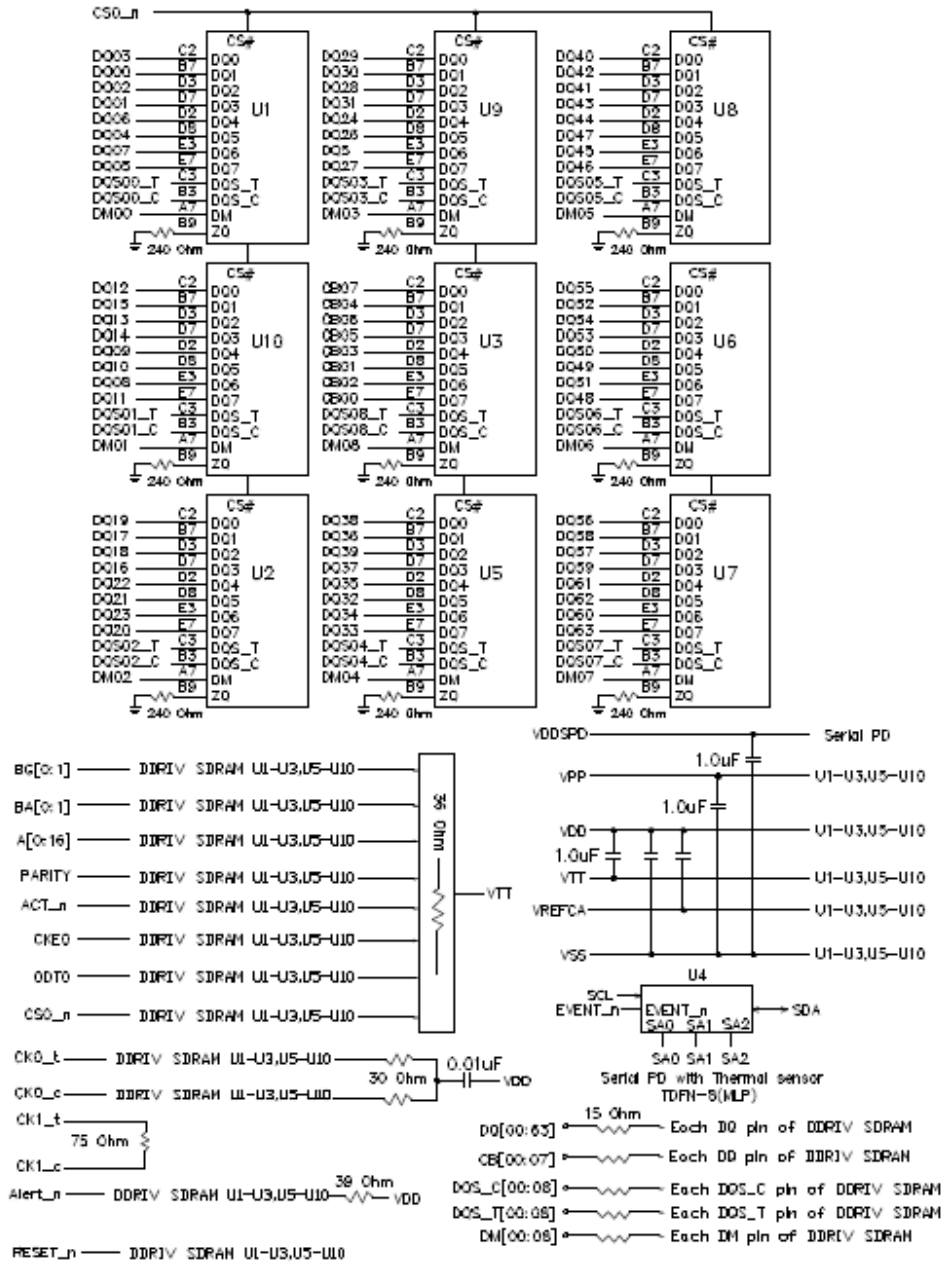 CS0_n
CS# CS# CS#
DQ03 C2 DQ0 DQ29 C2 DQ0 DQ40 C2 DQ0
DQ00 B7 DQ1 DQ30 B7 DQ1 DQ42 B7 DQ1
DQ02 D3 DQ2 DQ28 D3 DQ2 DQ41 D3 DQ2
DQ01 D7 DQ3 U1 DQ31 D7 DQ3 U9 DQ43 D7 DQ3 U8
DQ06 D2 DQ4 DQ24 D2 DQ4 DQ44 D2 DQ4
DQ04 D8 DQ5 DQ26 D8 DQ5 DQ47 D8 DQ5
DQ07 E3 DQ6 DQ5 E3 DQ6 DQ45 E3 DQ6
DQ05 E7 DQ7 DQ27 E7 DQ7 DQ46 E7 DQ7
DQS00_T C3 DQS_T DQS03_T C3 DQS_T DQS05_T C3 DQS_T
DQS00_C B3 DQS_C DQS03_C B3 DQS_C DQS05_C B3 DQS_C
DM00 A7 DM DM03 A7 DM DM05 A7 DM
B9 ZQ B9 ZQ B9 ZQ
240 Ohm 240 Ohm 240 Ohm
CS# CS# CS#
DQ12 C2 DQ0 CB07 C2 DQ0 DQ55 C2 DQ0
DQ15 B7 DQ1 CB04 B7 DQ1 DQ52 B7 DQ1
DQ13 D3 DQ2 CB06 D3 DQ2 DQ54 D3 DQ2
DQ14 D7 DQ3 U10 CB05 D7 DQ3 U3 DQ53 D7 DQ3 U6
DQ09 D2 DQ4 CB03 D2 DQ4 DQ50 D2 DQ4
DQ10 D8 DQ5 CB01 D8 DQ5 DQ49 D8 DQ5
DQ08 E3 DQ6 CB02 E3 DQ6 DQ51 E3 DQ6
DQ11 E7 DQ7 CB00 E7 DQ7 DQ48 E7 DQ7
DQS01_T C3 DQS_T DQS08_T C3 DQS_T DQS06_T C3 DQS_T
DQS01_C B3 DQS_C DQS08_C B3 DQS_C DQS06_C B3 DQS_C
DM01 A7 DM DM08 A7 DM DM06 A7 DM
B9 ZQ B9 ZQ B9 ZQ
240 Ohm 240 Ohm 240 Ohm
CS# CS# CS#
DQ19 C2 DQ0 DQ38 C2 DQ0 DQ56 C2 DQ0
DQ17 B7 DQ1 DQ36 B7 DQ1 DQ58 B7 DQ1
DQ18 D3 DQ2 DQ39 D3 DQ2 DQ57 D3 DQ2
DQ16 D7 DQ3 U2 DQ37 D7 DQ3 U5 DQ59 D7 DQ3 U7
DQ22 D2 DQ4 DQ35 D2 DQ4 DQ61 D2 DQ4
DQ21 D8 DQ5 DQ32 D8 DQ5 DQ62 D8 DQ5
DQ23 E3 DQ6 DQ34 E3 DQ6 DQ60 E3 DQ6
DQ20 E7 DQ7 DQ33 E7 DQ7 DQ63 E7 DQ7
DQS02_T C3 DQS_T DQS04_T C3 DQS_T DQS07_T C3 DQS_T
DQS02_C B3 DQS_C DQS04_C B3 DQS_C DQS07_C B3 DQS_C
DM02 A7 DM DM04 A7 DM DM07 A7 DM
B9 ZQ B9 ZQ B9 ZQ
240 Ohm 240 Ohm 240 Ohm
BG[0:1] DDRIV SDRAM U1-U3,U5-U10
BA[0:1] DDRIV SDRAM U1-U3,U5-U10
A[0:16] DDRIV SDRAM U1-U3,U5-U10
PARITY DDRIV SDRAM U1-U3,U5-U10
ACT_n DDRIV SDRAM U1-U3,U5-U10
CKE0 DDRIV SDRAM U1-U3,U5-U10
ODT0 DDRIV SDRAM U1-U3,U5-U10
CS0_n DDRIV SDRAM U1-U3,U5-U10
Ohm
VTT
VDDSPD Serial PD
1.0uF
VPP U1-U3,U5-U10
1.0uF
VDD U1-U3,U5-U10
1.0uF
VTT U1-U3,U5-U10
VREFCA U1-U3,U5-U10
VSS U1-U3,U5-U10
U4
SCL
EVENT_n EVENT_n SDA
SA0 SA1 SA2
SA0 SA1 SA2
Serial PD with Thermal sensor
TDFN-8(MLP)
CK0_t DDRIV SDRAM U1-U3,U5-U10
30 Ohm 0.01uF VDD
CK0_c DDRIV SDRAM U1-U3,U5-U10
CK1_t
75 Ohm
CK1_c
Alert_n DDRIV SDRAM U1-U3,U5-U10 39 Ohm VDD
RESET_n DDRIV SDRAM U1-U3,U5-U10
15 Ohm
DQ[00:63] Each DQ pin of DDRIV SDRAM
CB[00:07] Each DQ pin of DDRIV SDRAM
DQS_C[00:08] Each DQS_C pin of DDRIV SDRAM
DQS_T[00:08] Each DQS_T pin of DDRIV SDRAM
DM[00:08] Each DM pin of DDRIV SDRAM